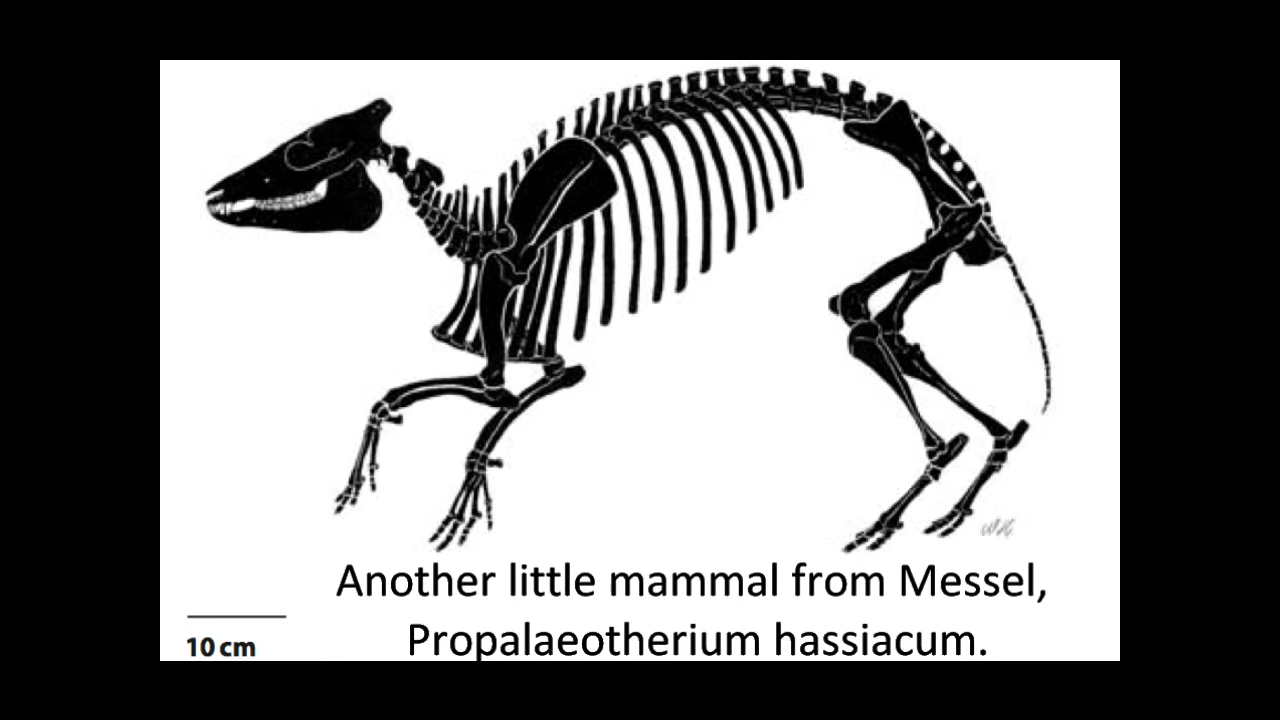 Another little mammal from Messel,
Propalaeotherium hassiacum.
10 cm